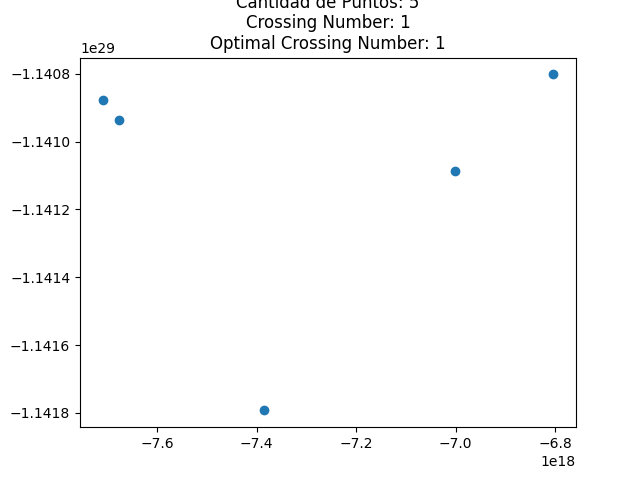 Cantidad de Puntos: 5
Crossing Number: 1
Optimal Crossing Number: 1
1e29
−1.1408
−1.1410
−1.1412
−1.1414
−1.1416
−1.1418
−7.6 −7.4 −7.2 −7.0 −6.8
1e18